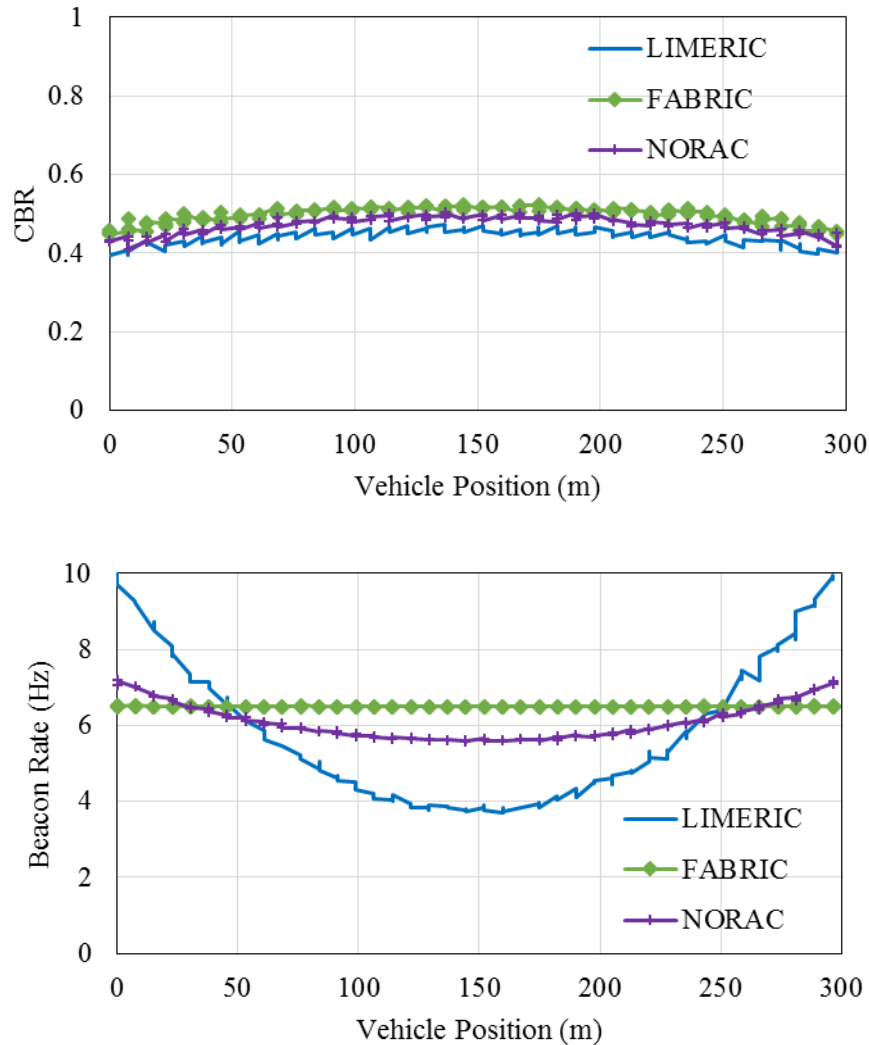 1
0.8
0.6
0.4
0.2
0
CBR
LIMERIC
FABRIC
NORAC
0 50 100 150 200 250 300
Vehicle Position (m)
10
8
6
4
2
0
Beacon Rate (Hz)
LIMERIC
FABRIC
NORAC
0 50 100 150 200 250 300
Vehicle Position (m)